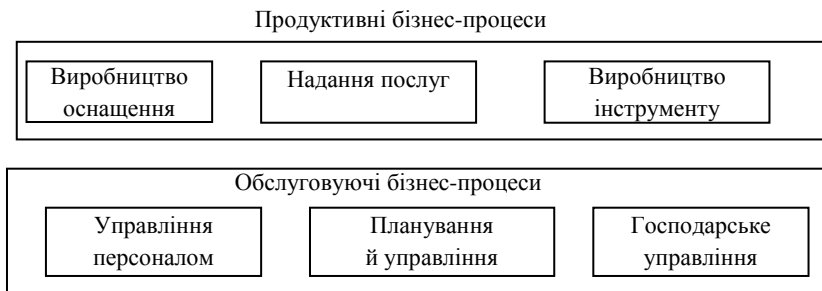 Продуктивні бізнес-процеси
Виробництво
оснащення
Надання послуг
Виробництво
інструменту
Обслуговуючі бізнес-процеси
Управління
персоналом
Планування
й управління
Господарське
управління